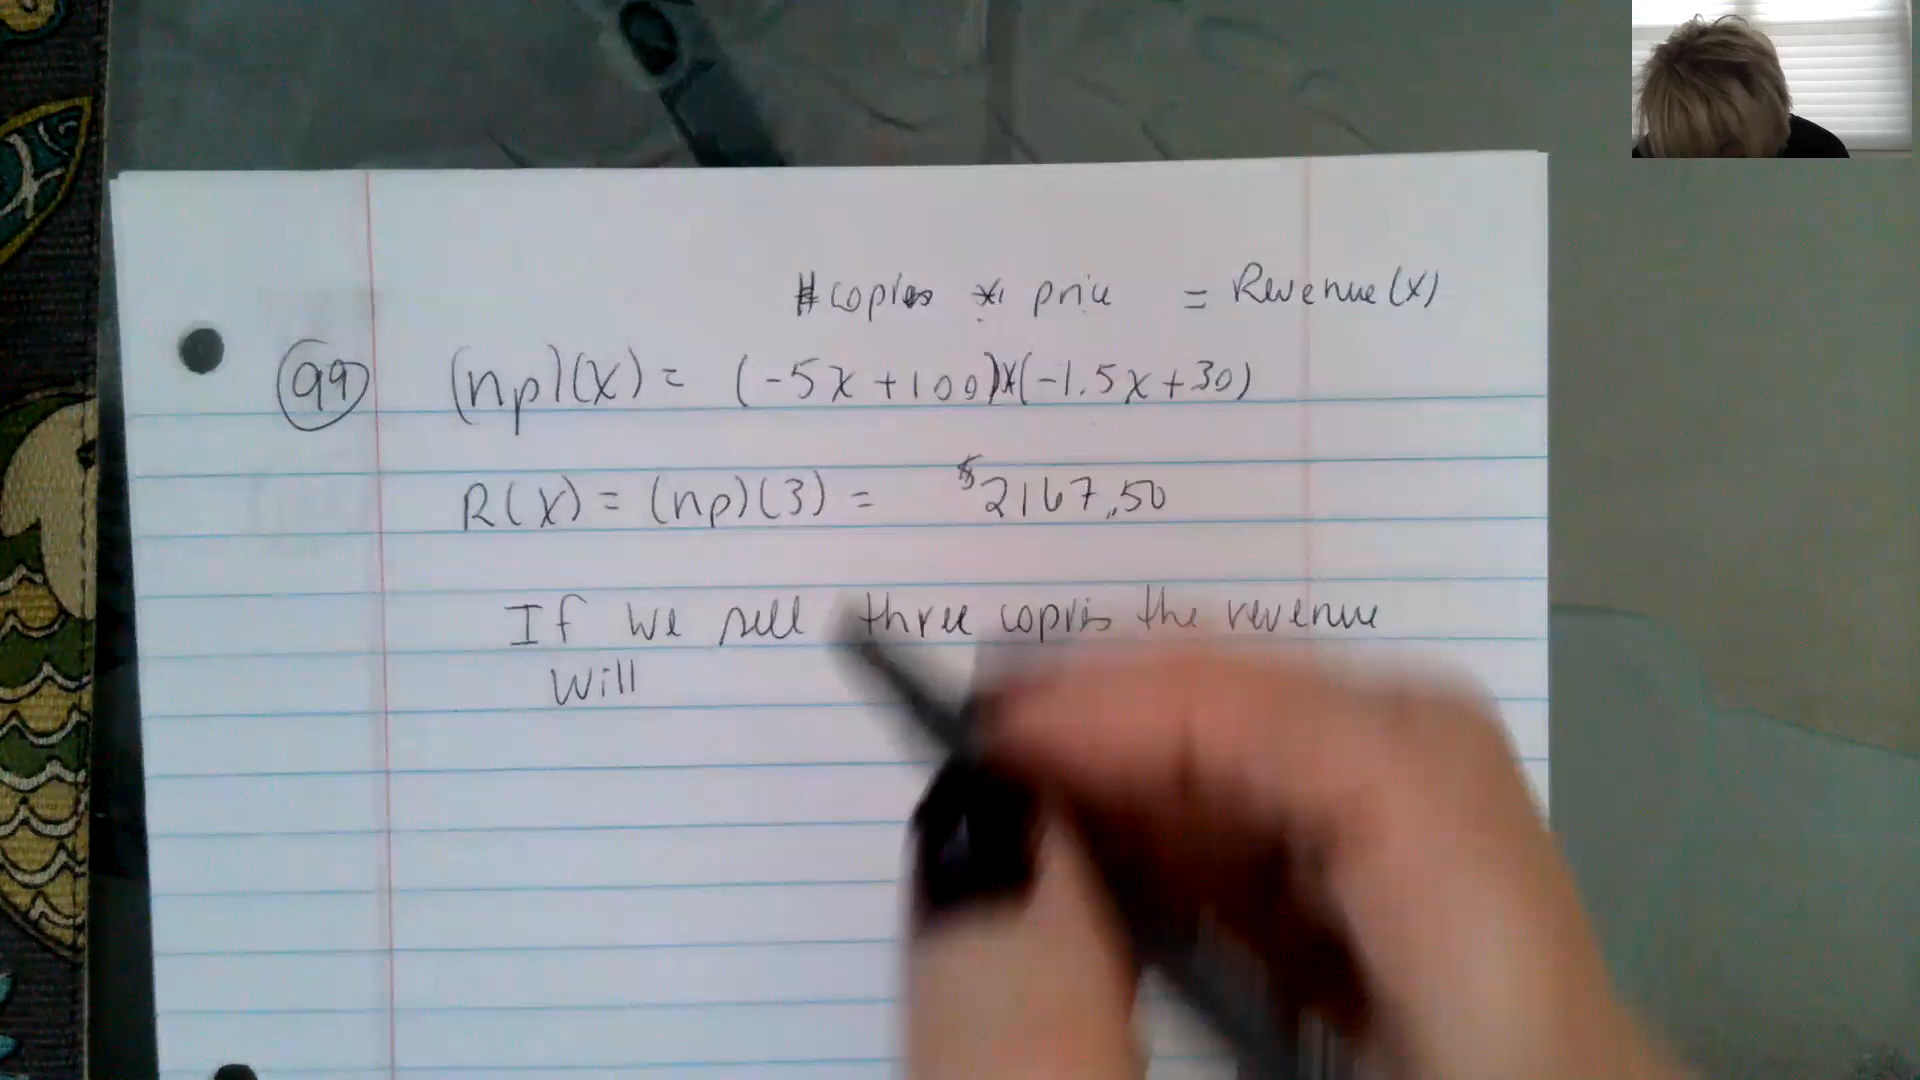 # copies * price = Revenue (x)
99 (np)(x) = (-5x + 100)x(-1.5x + 30)
R(x) = (np)(3) = $2167.50
If we sell three copies the revenue
Will